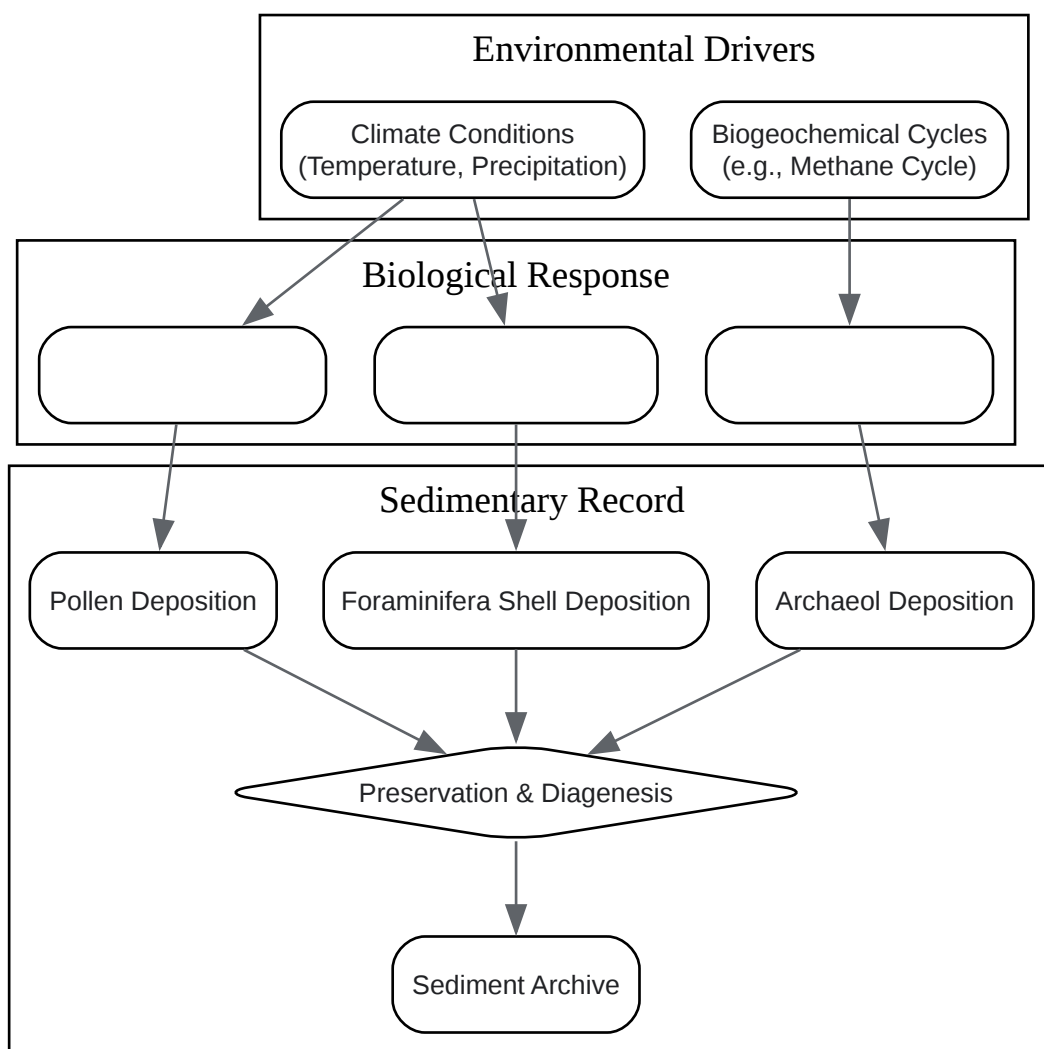 Environmental Drivers
Climate Conditions
(Temperature, Precipitation)
Biogeochemical Cycles
(e.g., Methane Cycle)
Biological Response
Sedimentary Record
Pollen Deposition
Foraminifera Shell Deposition
Archaeol Deposition
Preservation & Diagenesis
Sediment Archive